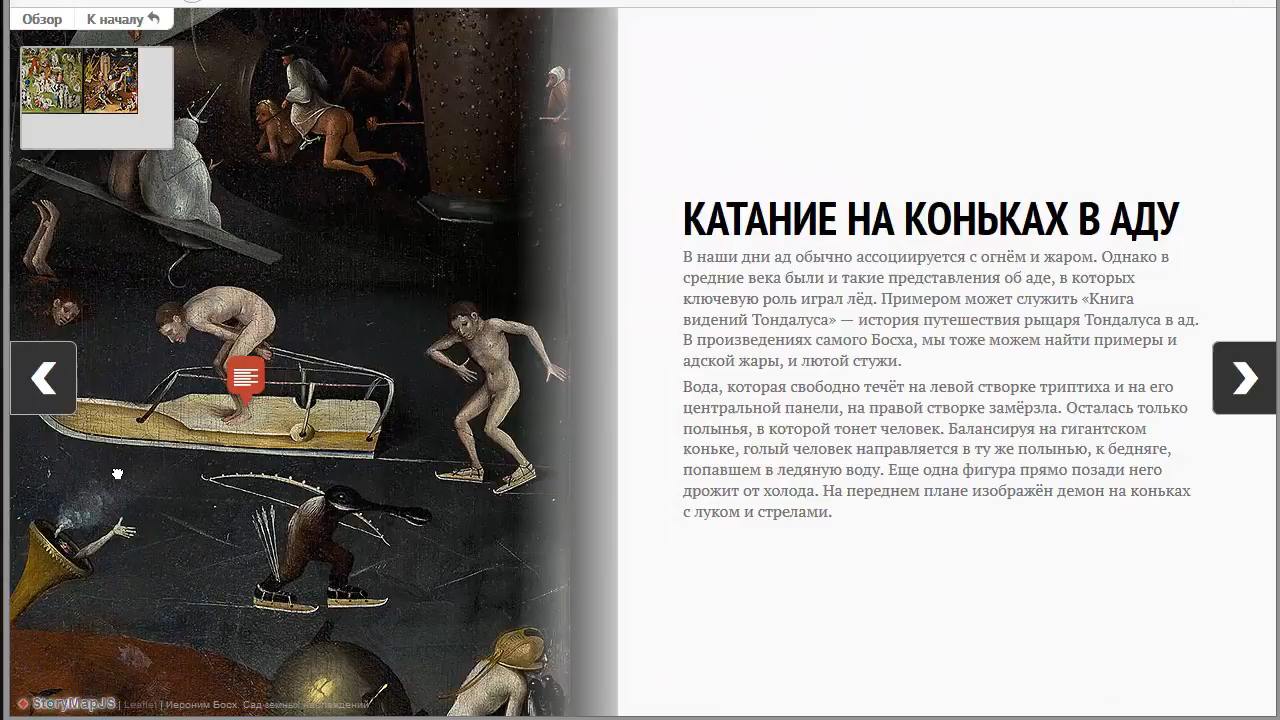 Обзор
К началу
КАТАНИЕ НА КОНЬКАХ В АДУ
В наши дни ад обычно ассоциируется с огнём и жаром. Однако в
средние века были и такие представления об аде, в которых
ключевую роль играл лёд. Примером может служить «Книга
видений Тондалуса» — история путешествия рыцаря Тондалуса в ад.
В произведениях самого Босха, мы тоже можем найти примеры и
адской жары, и лютой стужи.
Вода, которая свободно течёт на левой створке триптиха и на его
центральной панели, на правой створке замёрзла. Осталась только
полынья, в которой тонет человек. Балансируя на гигантском
коньке, голый человек направляется в ту же полынью, к бедняге,
попавшем в ледяную воду. Еще одна фигура прямо позади него
дрожит от холода. На переднем плане изображён демон на коньках
с луком и стрелами.
StoryMapJS | Leaflet | Иероним Босх. Сад земных наслаждений